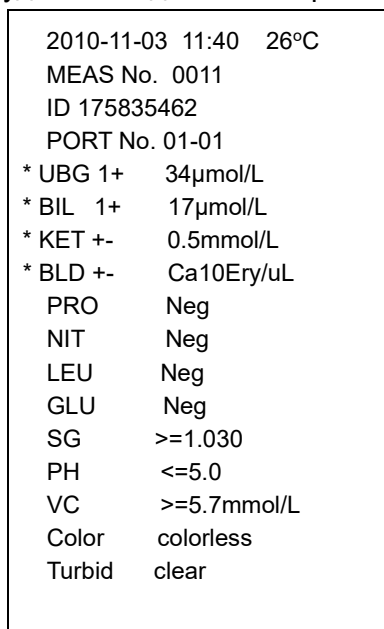 2010-11-03 11:40 26°C
MEAS No. 0011
ID 175835462
PORT No. 01-01
* UBG 1+ 34µmol/L
* BIL 1+ 17µmol/L
* KET +- 0.5mmol/L
* BLD +- Ca10Ery/uL
PRO Neg
NIT Neg
LEU Neg
GLU Neg
SG >=1.030
PH <=5.0
VC >=5.7mmol/L
Color colorless
Turbid clear